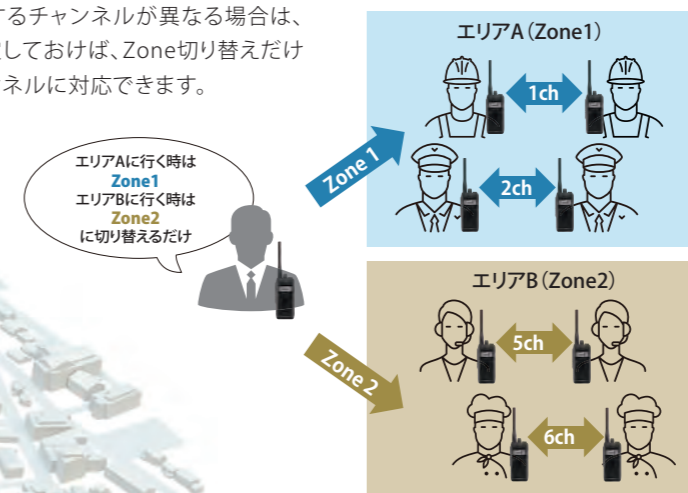 するチャンネルが異なる場合は、
しておけば、Zone切り替えだけ
ネルに対応できます。
エリアAに行く時は
Zone1
エリアBに行く時は
Zone2
に切り替えるだけ
Zone 1
エリアA（Zone1）
1ch
2ch
Zone 2
エリアB（Zone2）
5ch
6ch